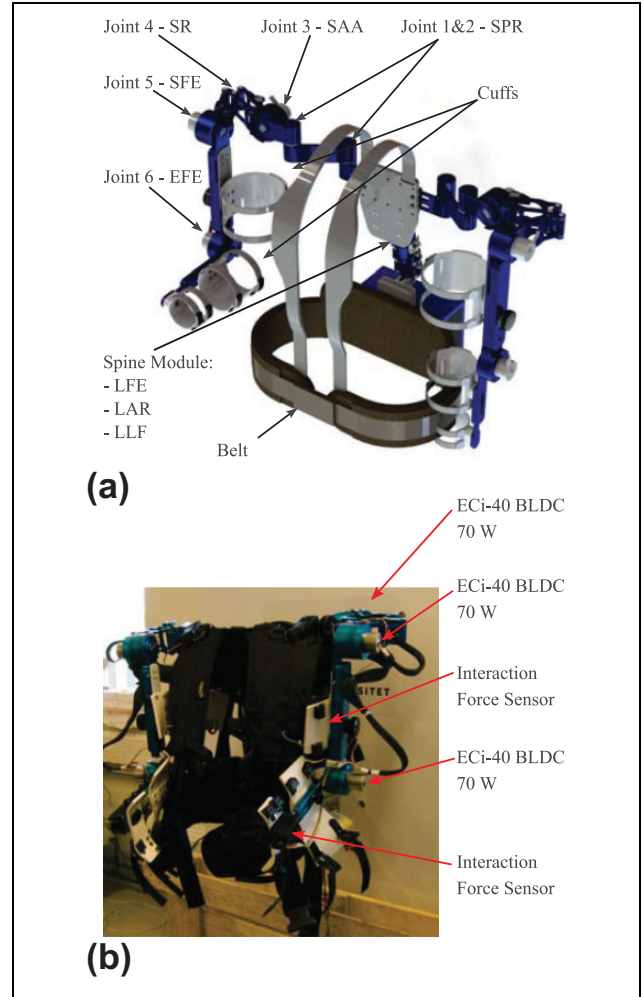 Joint 4 - SR
Joint 3 - SAA
Joint 1&2 - SPR
Joint 5 - SFE
Cuffs
Joint 6 - EFE
Spine Module:
- LFE
- LAR
- LLF
Belt
(a)
ECi-40 BLDC
70 W
ECi-40 BLDC
70 W
Interaction
Force Sensor
SITET
ECi-40 BLDC
70 W
Interaction
Force Sensor
(b)